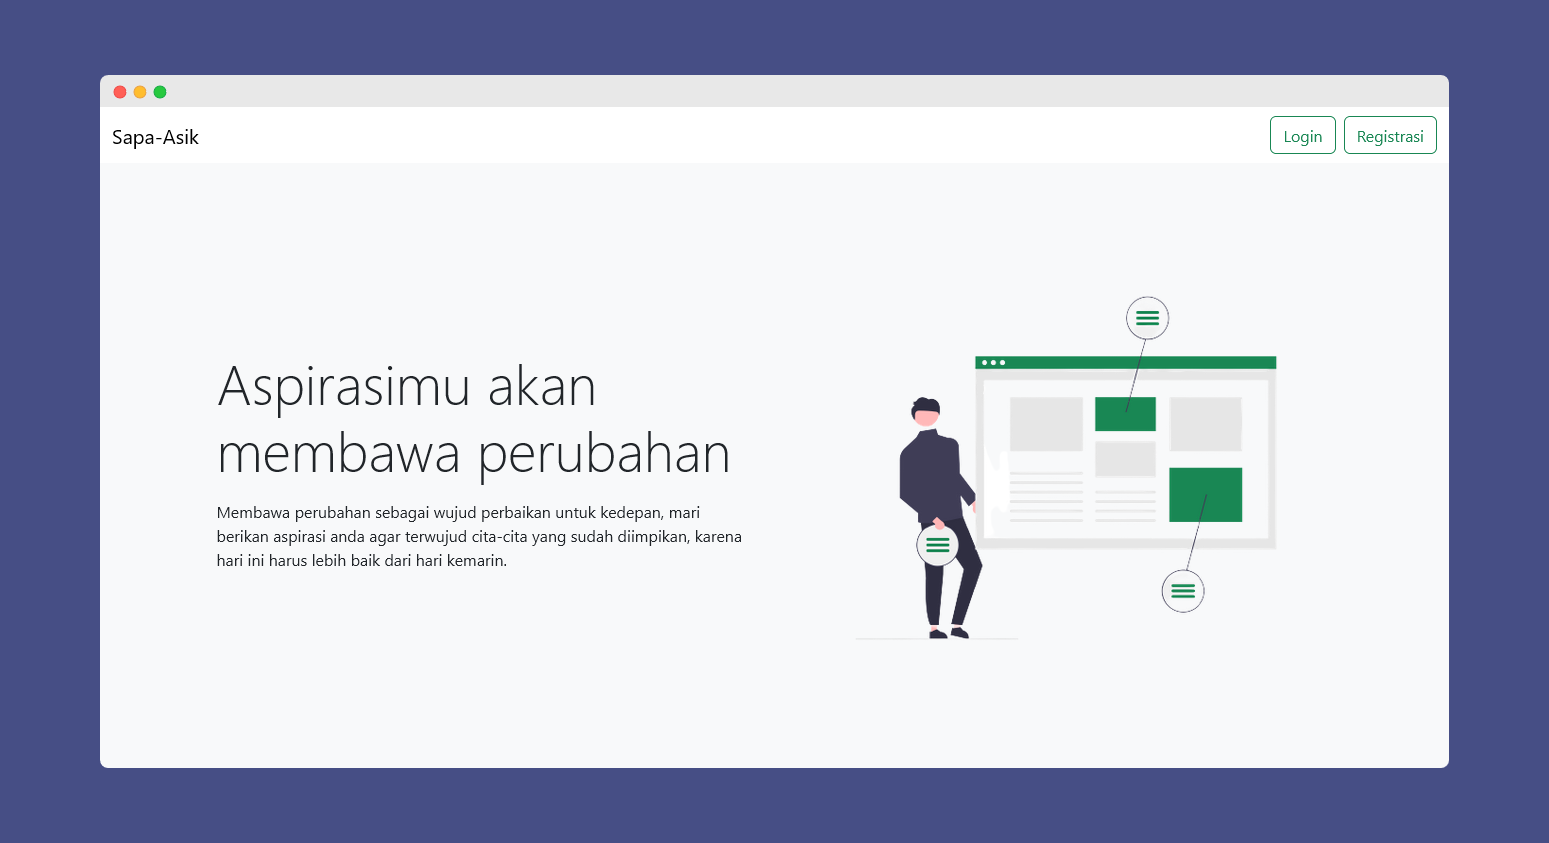 Sapa-Asik
Login
Registrasi
Aspirasimu akan
membawa perubahan
Membawa perubahan sebagai wujud perbaikan untuk kedepan, mari
berikan aspirasi anda agar terwujud cita-cita yang sudah diimpikan, karena
hari ini harus lebih baik dari hari kemarin.